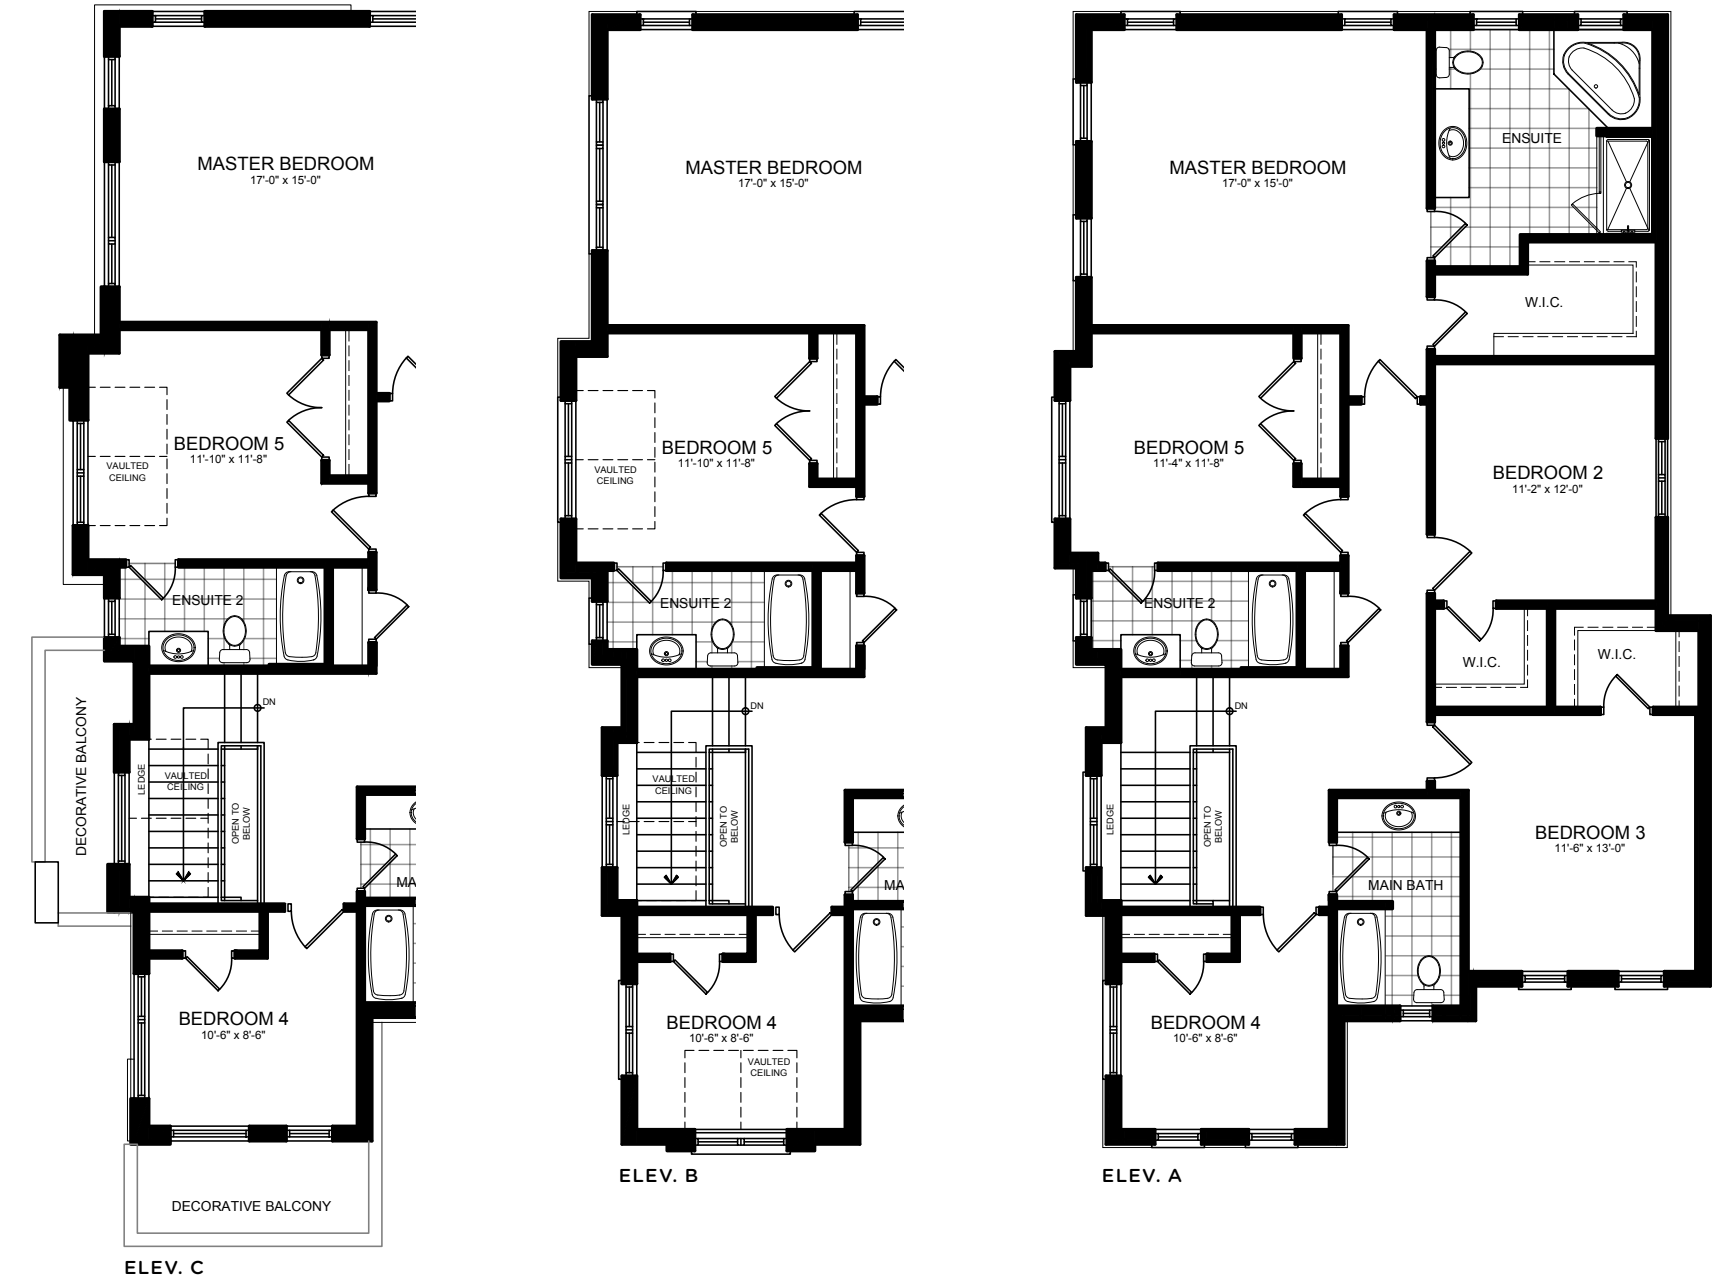 MASTER BEDROOM
17'-0" x 15'-0"
BEDROOM 5
11'-10" x 11'-8"
VAULTED
CEILING
ENSUITE 2
DN
DECORATIVE BALCONY
LEDGE
VAULTED
CEILING
OPEN TO
BELOW
MA
BEDROOM 4
10'-6" x 8'-6"
DECORATIVE BALCONY
ELEV. C
MASTER BEDROOM
17'-0" x 15'-0"
BEDROOM 5
11'-10" x 11'-8"
VAULTED
CEILING
ENSUITE 2
DN
LEDGE
VAULTED
CEILING
OPEN TO
BELOW
MA
BEDROOM 4
10'-6" x 8'-6"
VAULTED
CEILING
ELEV. B
MASTER BEDROOM
17'-0" x 15'-0"
ENSUITE
W.I.C.
BEDROOM 5
11'-4" x 11'-8"
BEDROOM 2
11'-2" x 12'-0"
ENSUITE 2
W.I.C.
W.I.C.
DN
LEDGE
OPEN TO
BELOW
BEDROOM 3
11'-6" x 13'-0"
MAIN BATH
BEDROOM 4
10'-6" x 8'-6"
ELEV. A